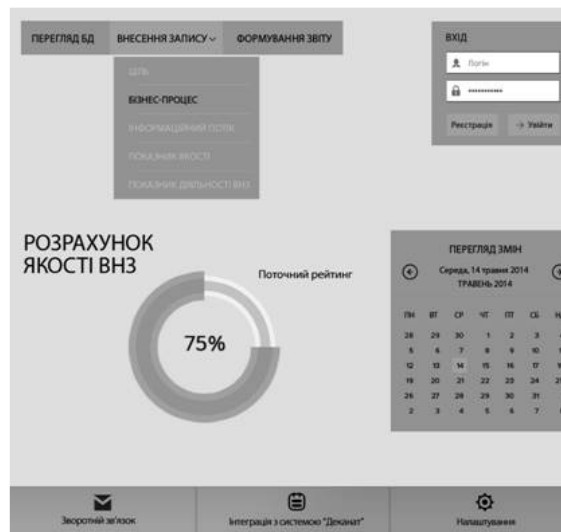 ПЕРЕГЛЯД БД ВНЕСЕННЯ ЗАПИСУ ФОРМУВАННЯ ЗВІТУ
ЦІЛЬ
БІЗНЕС-ПРОЦЕС
ІНФОРМАЦІЙНИЙ ПОТІК
ПОКАЗНИК ЯКОСТІ
ПОКАЗНИК ДІЯЛЬНОСТІ ВНЗ
ВХІД
Логін
Реєстрація → Увійти
РОЗРАХУНОК
ЯКОСТІ ВНЗ
Поточний рейтинг
75%
ПЕРЕГЛЯД ЗМІН
Середа, 14 травня 2014
ТРАВЕНЬ 2014
ПН ВТ СР ЧТ ПТ СБ
28 29 30 1 2 3
5 6 7 8 9 10
12 13 14 15 16 17
19 20 21 22 23 24
26 27 28 29 30 31
2 3 4 5 6 7
Зворотній зв'язок Інтеграція з системою "Деканат" Налаштування